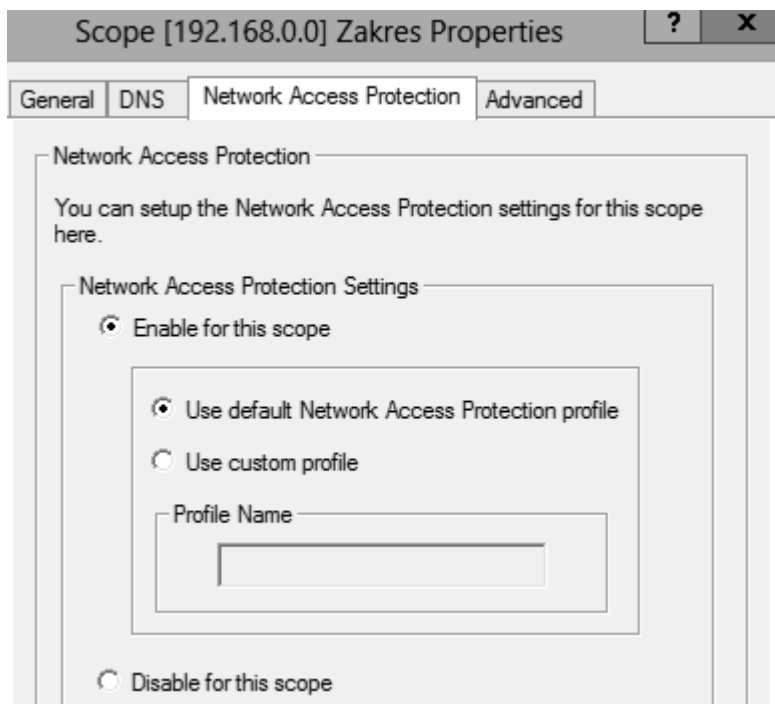 Scope [192.168.0.0] Zakres Properties
? x
General DNS Network Access Protection Advanced
Network Access Protection
You can setup the Network Access Protection settings for this scope
here.
Network Access Protection Settings
Enable for this scope
Use default Network Access Protection profile
Use custom profile
Profile Name
Disable for this scope